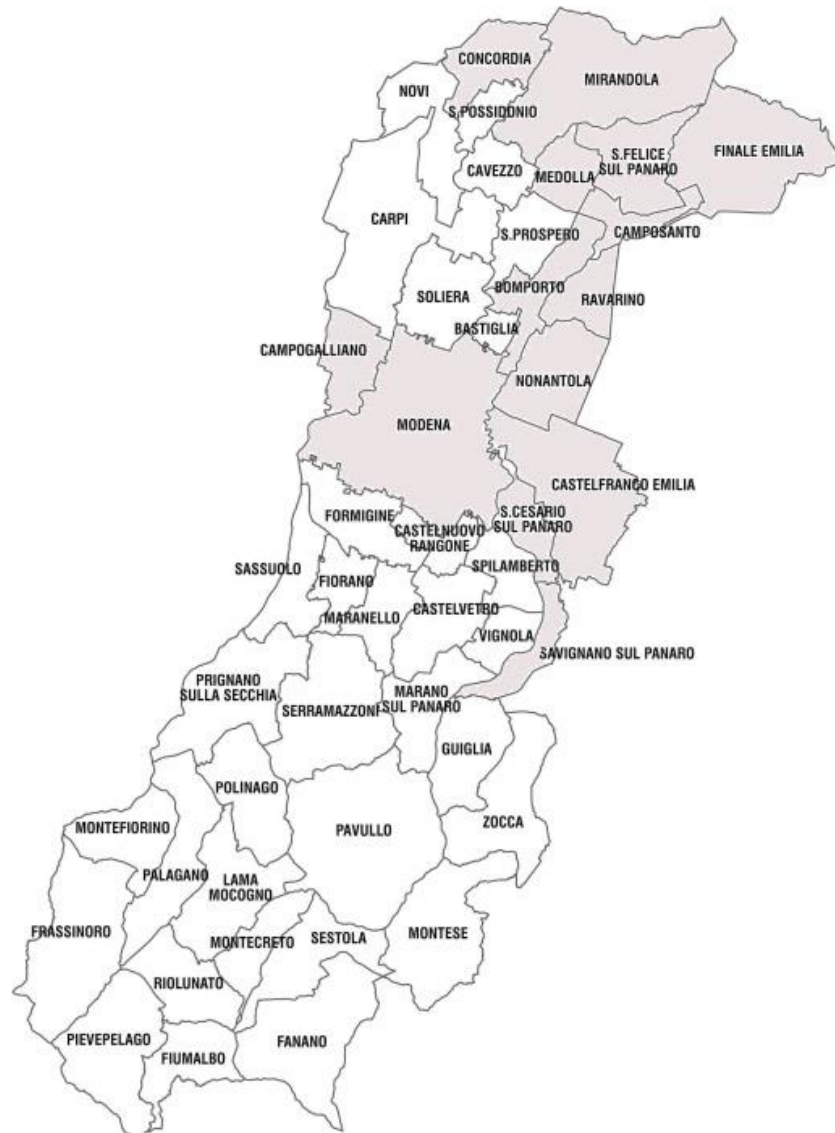 CONCORDIA
MIRANDOLA
NOVI
S.POSSIDONIO
S.FELICE
SUL PANARO
FINALE EMILIA
CAVEZZO
MEDOLLA
CARPI
S.PROSPERO
CAMPOSANTO
SOLIERA
BOMPORTO
RAVARINO
BASTIGLIA
CAMPOGALLIANO
NONANTOLA
MODENA
CASTELFRANCO EMILIA
FORMIGINE
S.CESARIO
SUL PANARO
CASTELNUOVO
RANGONE
SASSUOLO
FIORANO
SPILAMBERTO
MARANELLO
CASTELVETRO
VIGNOLA
SAVIGNANO SUL PANARO
PRIGNANO
SULLA SECCHIA
SERRAMAZZONI
MARANO
SUL PANARO
GUIGLIA
POLINAGO
MONTEFIORINO
PAVULLO
ZOCCA
PALAGANO
LAMA
MOCOGNO
FRASSINORO
MONTECRETO
SESTOLA
MONTESE
RIOLUNATO
PIEVEPELAGO
FIUMALBO
FANANO